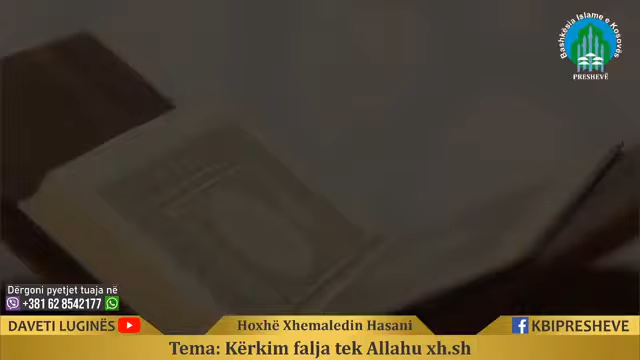 Bashkësia Islame e Kosovës
PRESHEVË
Dërgoni pyetjet tuaja në
+381 62 8542177
DAVETI LUGINËS
Hoxhë Xhemaledin Hasani
KBIPRESHEVE
Tema: Kërkim falja tek Allahu xh.sh